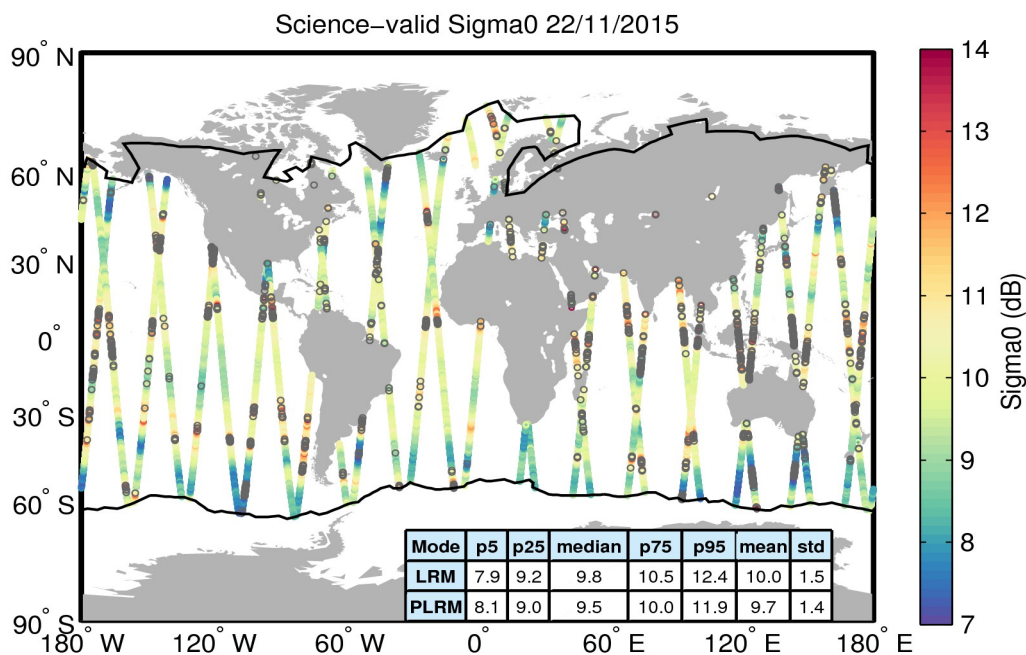 Science−valid Sigma0 22/11/2015
90° N
60° N
30° N
0°
30° S
60° S
90° S
180° W
120° W
60° W
0°
60° E
120° E
180° E
14
13
12
11
10
9
8
7
Sigma0 (dB)
Mode p5 p25 median p75 p95 mean std
LRM 7.9 9.2 9.8 10.5 12.4 10.0 1.5
PLRM 8.1 9.0 9.5 10.0 11.9 9.7 1.4